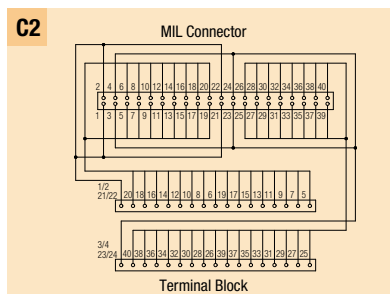 C2
MIL Connector
2 4 6 8 10 12 14 16 18 20 22 24 26 28 30 32 34 36 38 40
1 3 5 7 9 11 13 15 17 19 21 23 25 27 29 31 33 35 37 39
1/2
21/22 20 18 16 14 12 10 8 6 19 17 15 13 11 9 7 5
3/4
23/24 40 38 36 34 32 30 28 26 39 37 35 33 31 29 27 25
Terminal Block